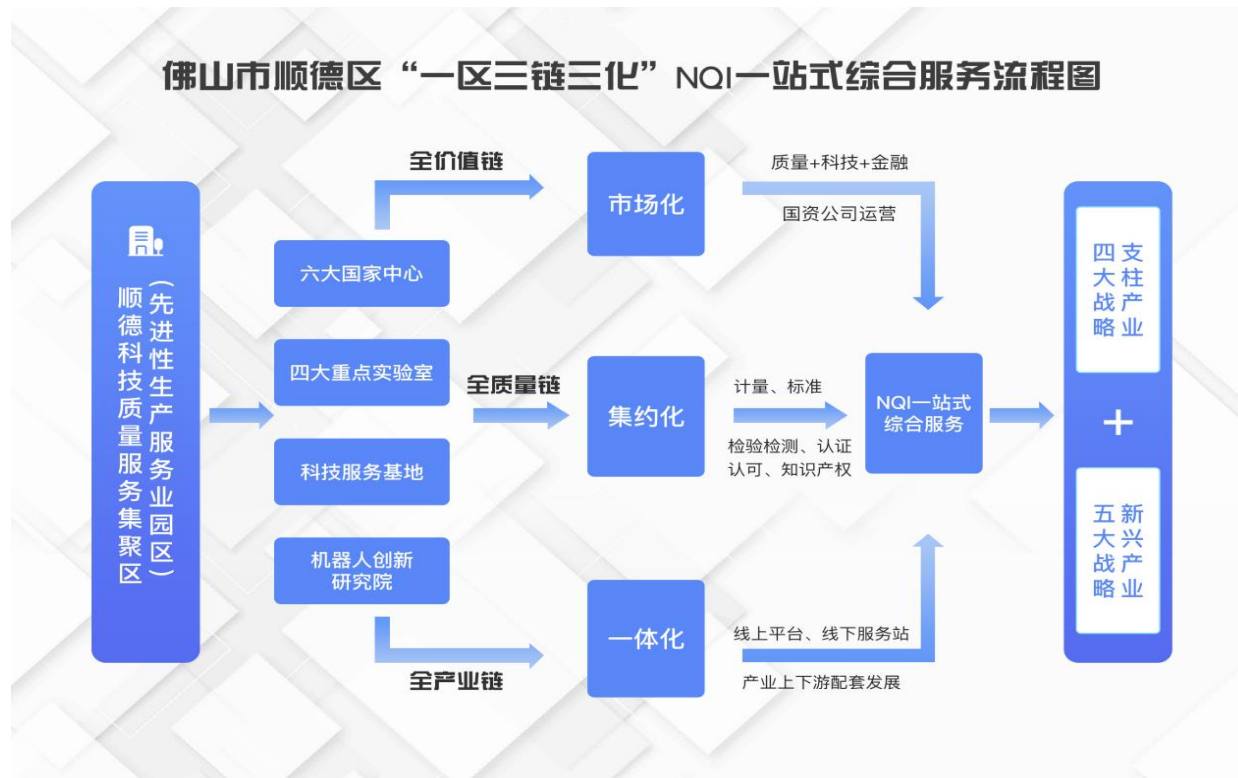 佛山市顺德区“一区三链三化”NQI一站式综合服务流程图
顺德科技质量服务集聚区
（先进性生产服务业园区）
六大国家中心
四大重点实验室
科技服务基地
机器人创新
研究院
全价值链
全质量链
全产业链
市场化
集约化
一体化
质量+科技+金融
国资公司运营
计量、标准
检验检测、认证
认可、知识产权
线上平台、线下服务站
产业上下游配套发展
NQI一站式
综合服务
四大战略
支柱产业
+
五大战略
新兴产业